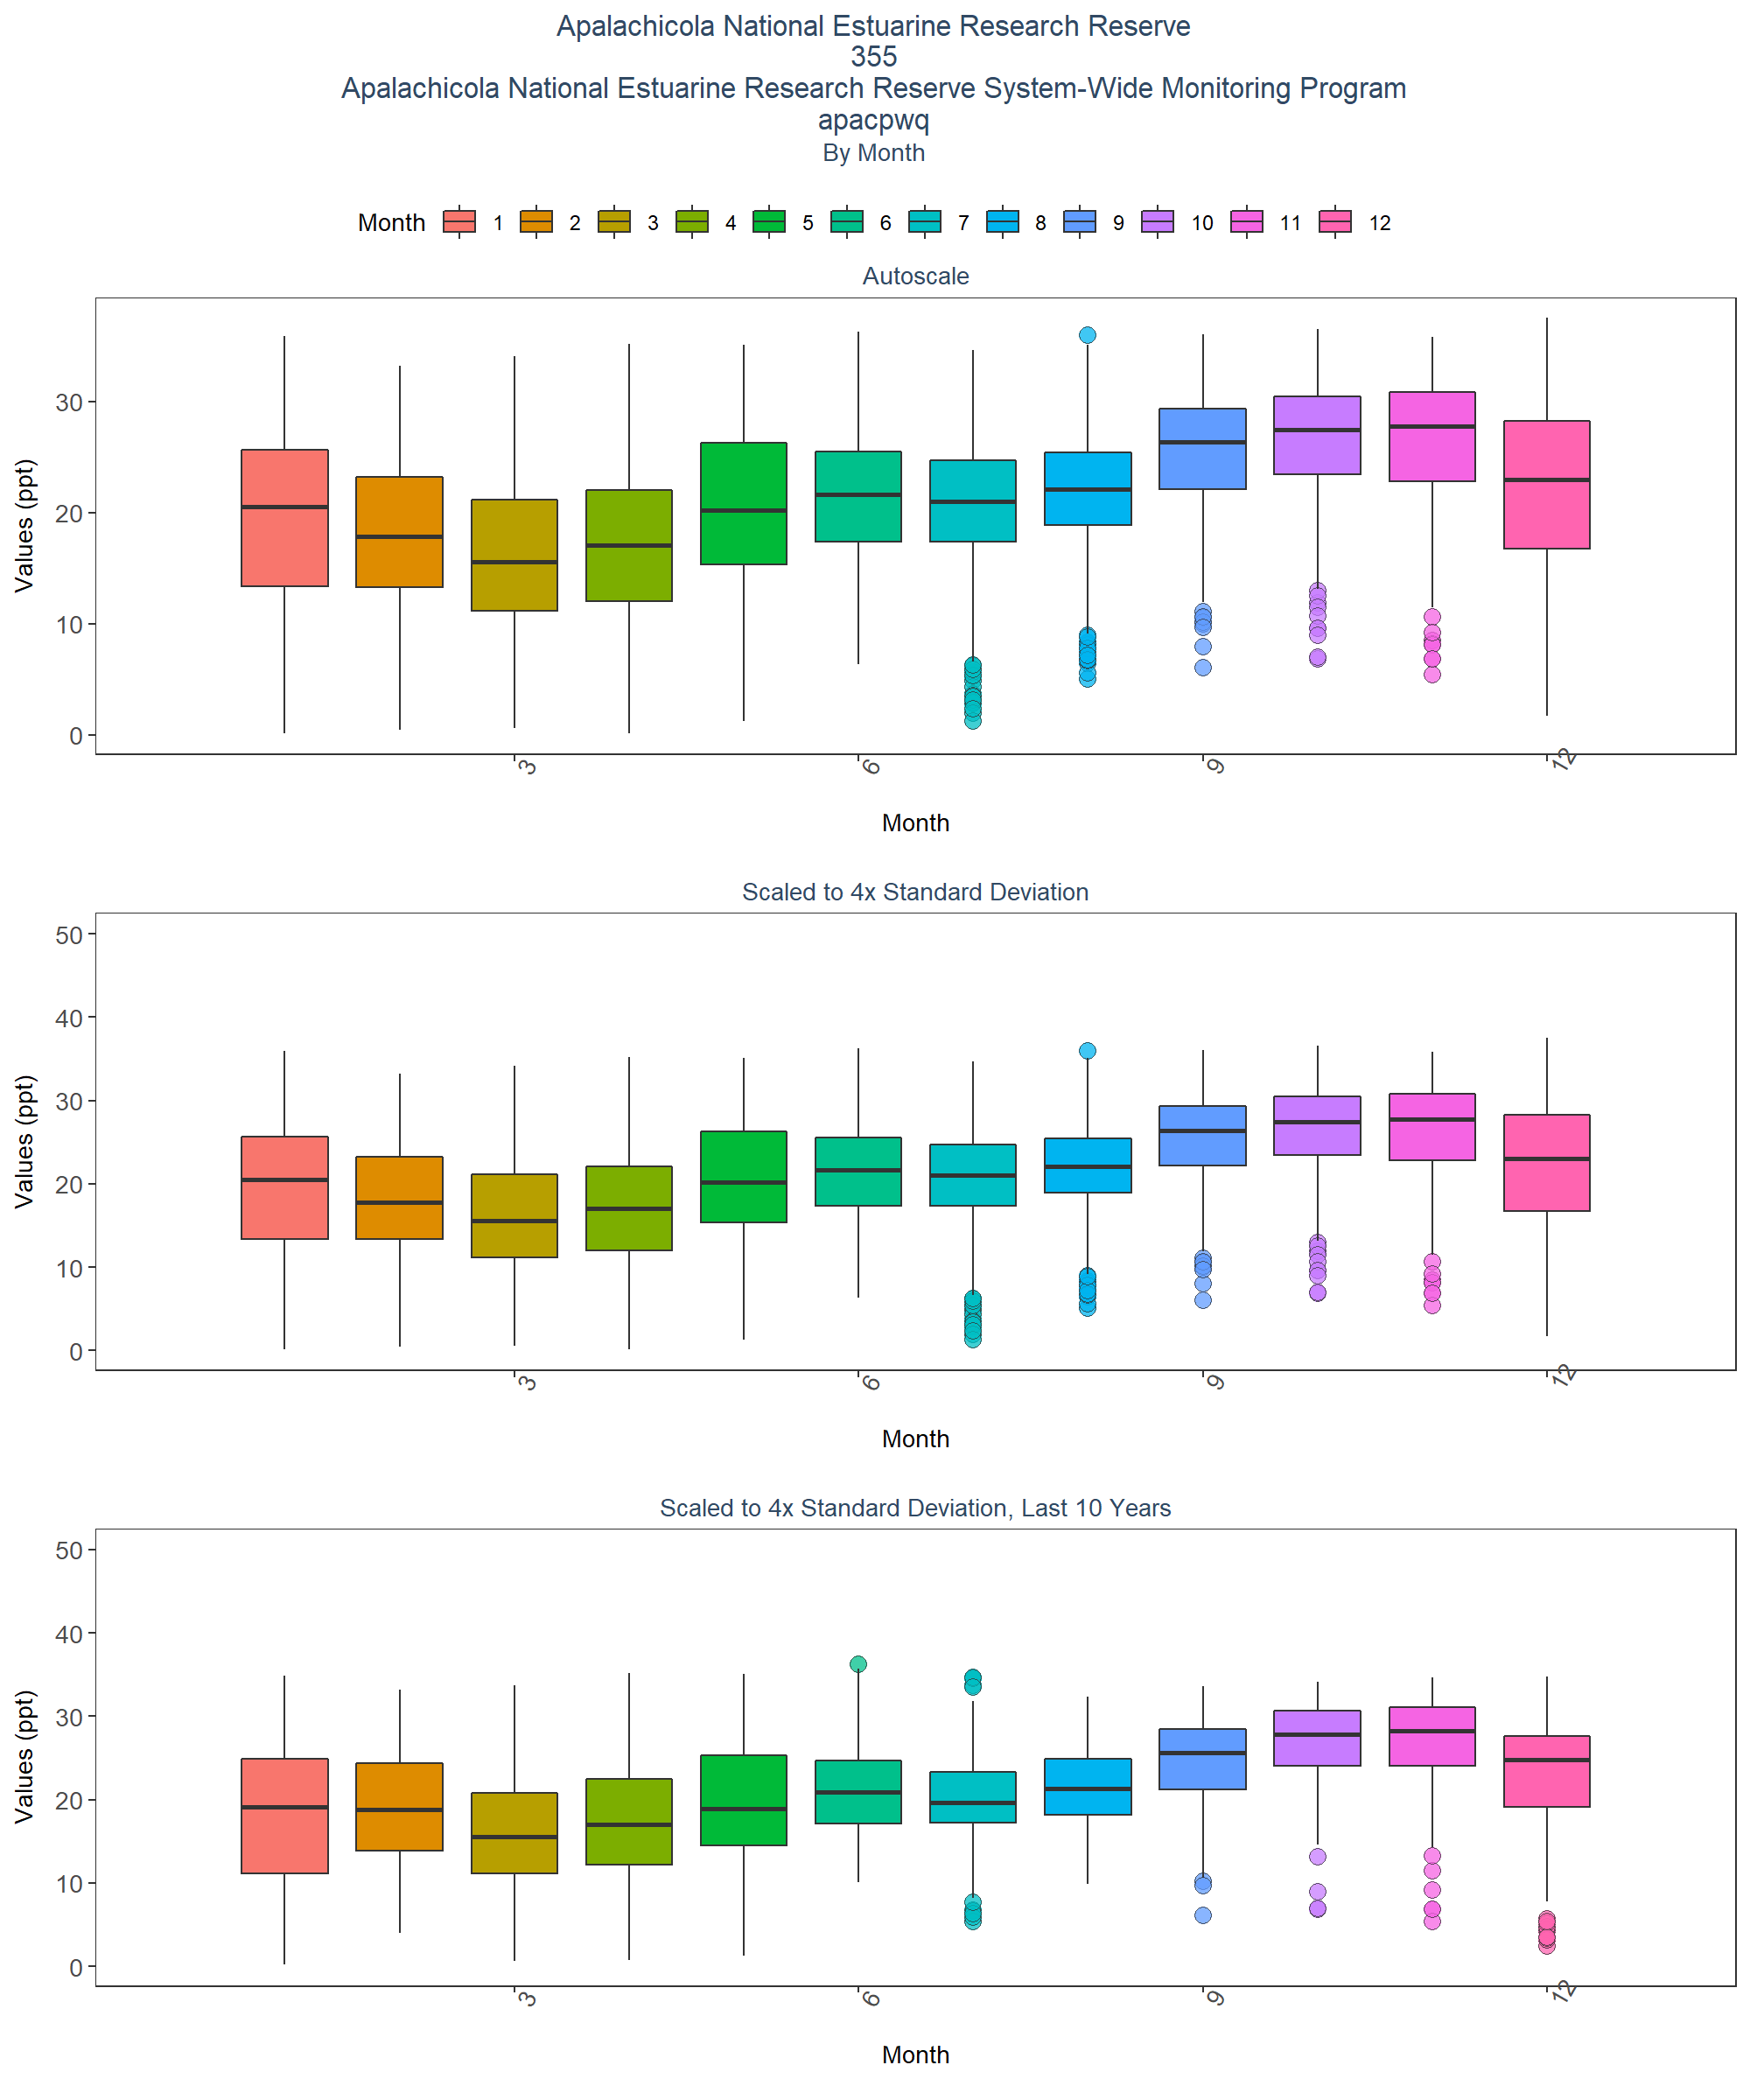 Apalachicola National Estuarine Research Reserve
355
Apalachicola National Estuarine Research Reserve System-Wide Monitoring Program
apacpwq
By Month
Month 1 2 3 4 5 6 7 8 9 10 11 12
Autoscale
Values (ppt)
30
20
10
0
3 6 9 12
Month
Scaled to 4x Standard Deviation
Values (ppt)
50
40
30
20
10
0
3 6 9 12
Month
Scaled to 4x Standard Deviation, Last 10 Years
Values (ppt)
50
40
30
20
10
0
3 6 9 12
Month